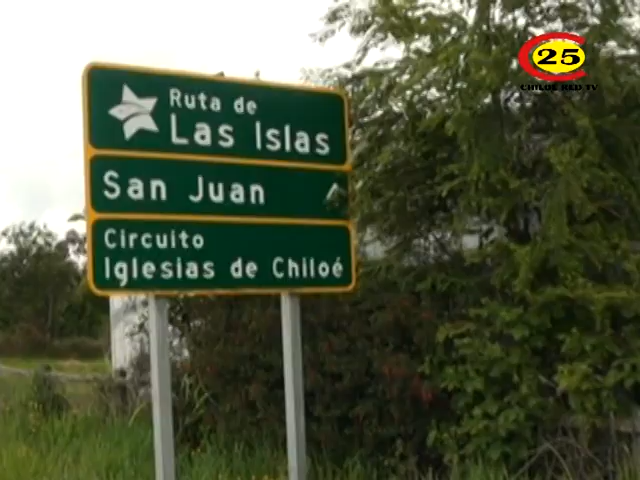 25
CHILOE RED TV
Ruta de
Las Islas
San Juan
Circuito
Iglesias de Chiloé